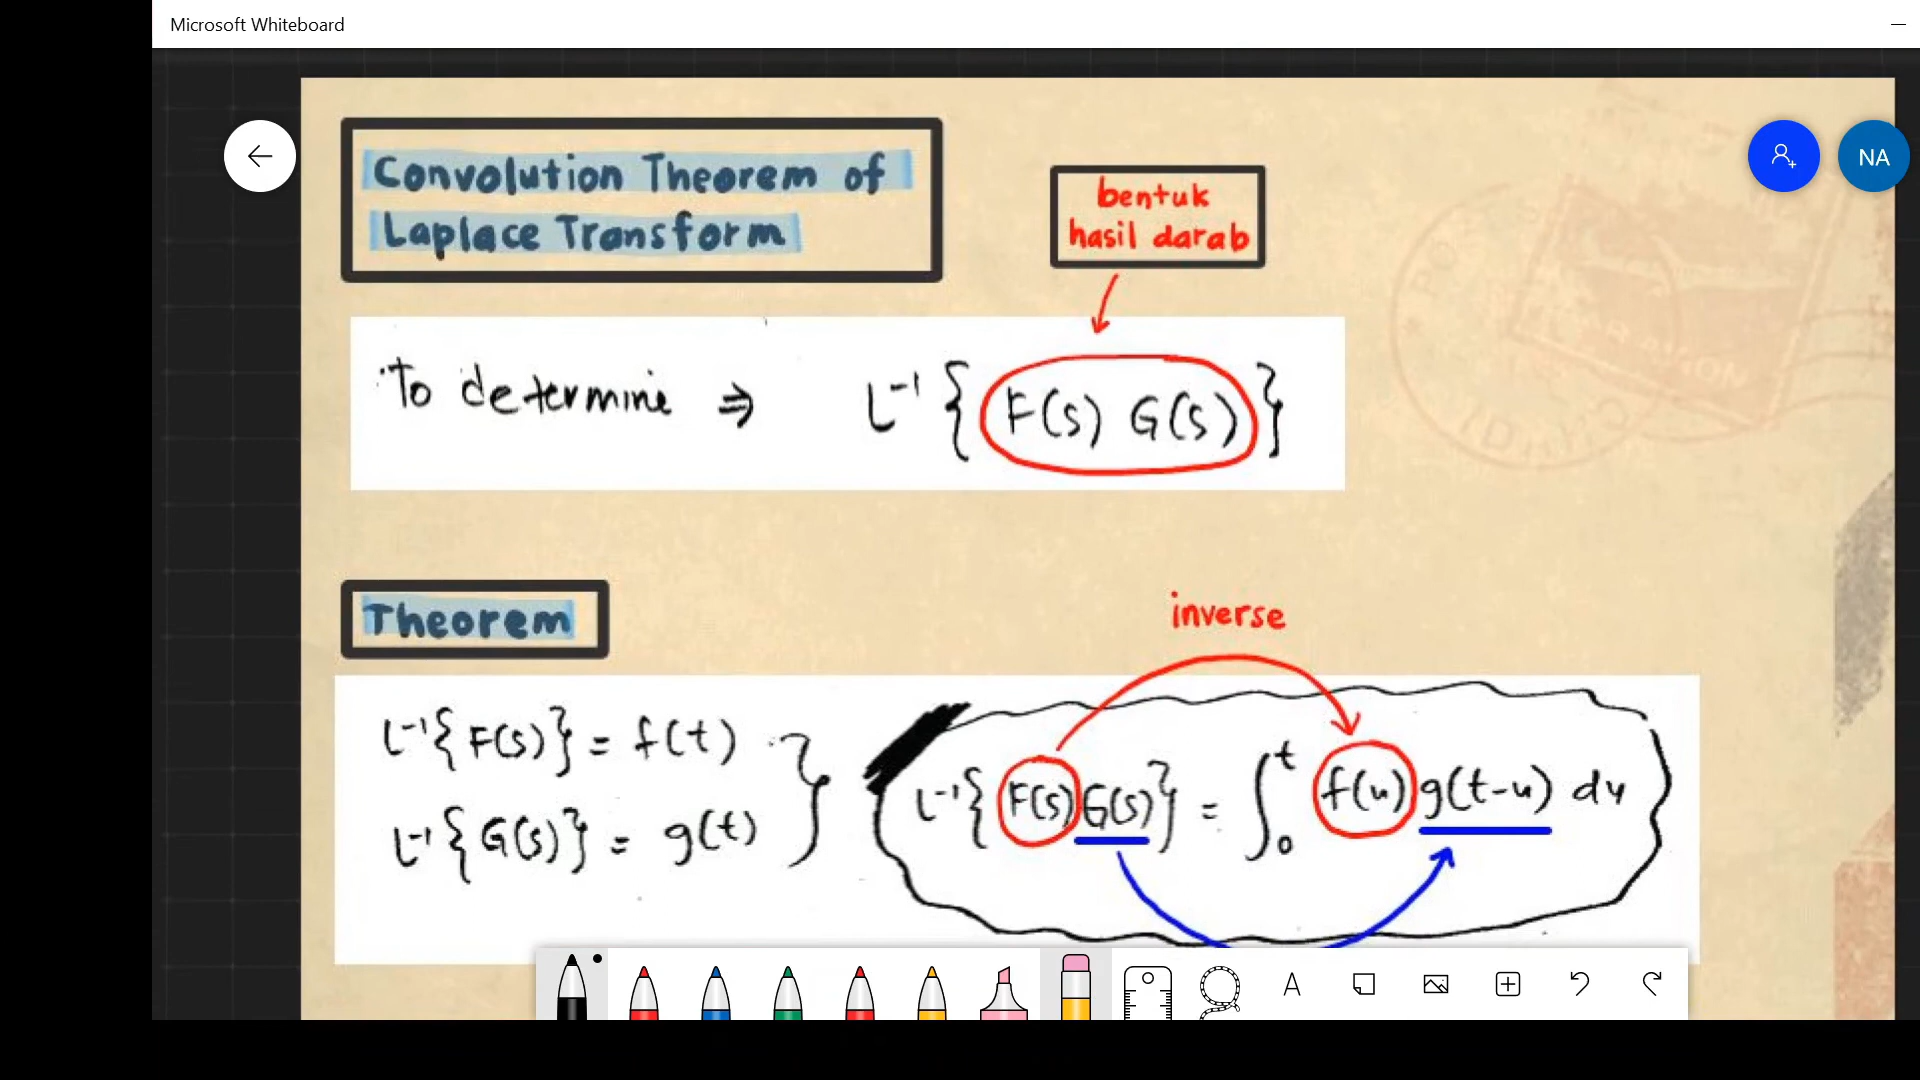 Microsoft Whiteboard
NA
Convolution Theorem of
Laplace Transform
bentuk
hasil darab
To determine ⇒ L⁻¹{F(s) G(s)}
Theorem
inverse
L⁻¹{F(s)} = f(t)
L⁻¹{G(s)} = g(t)
L⁻¹{F(s) G(s)} = ∫₀ᵗ f(u) g(t-u) du
A